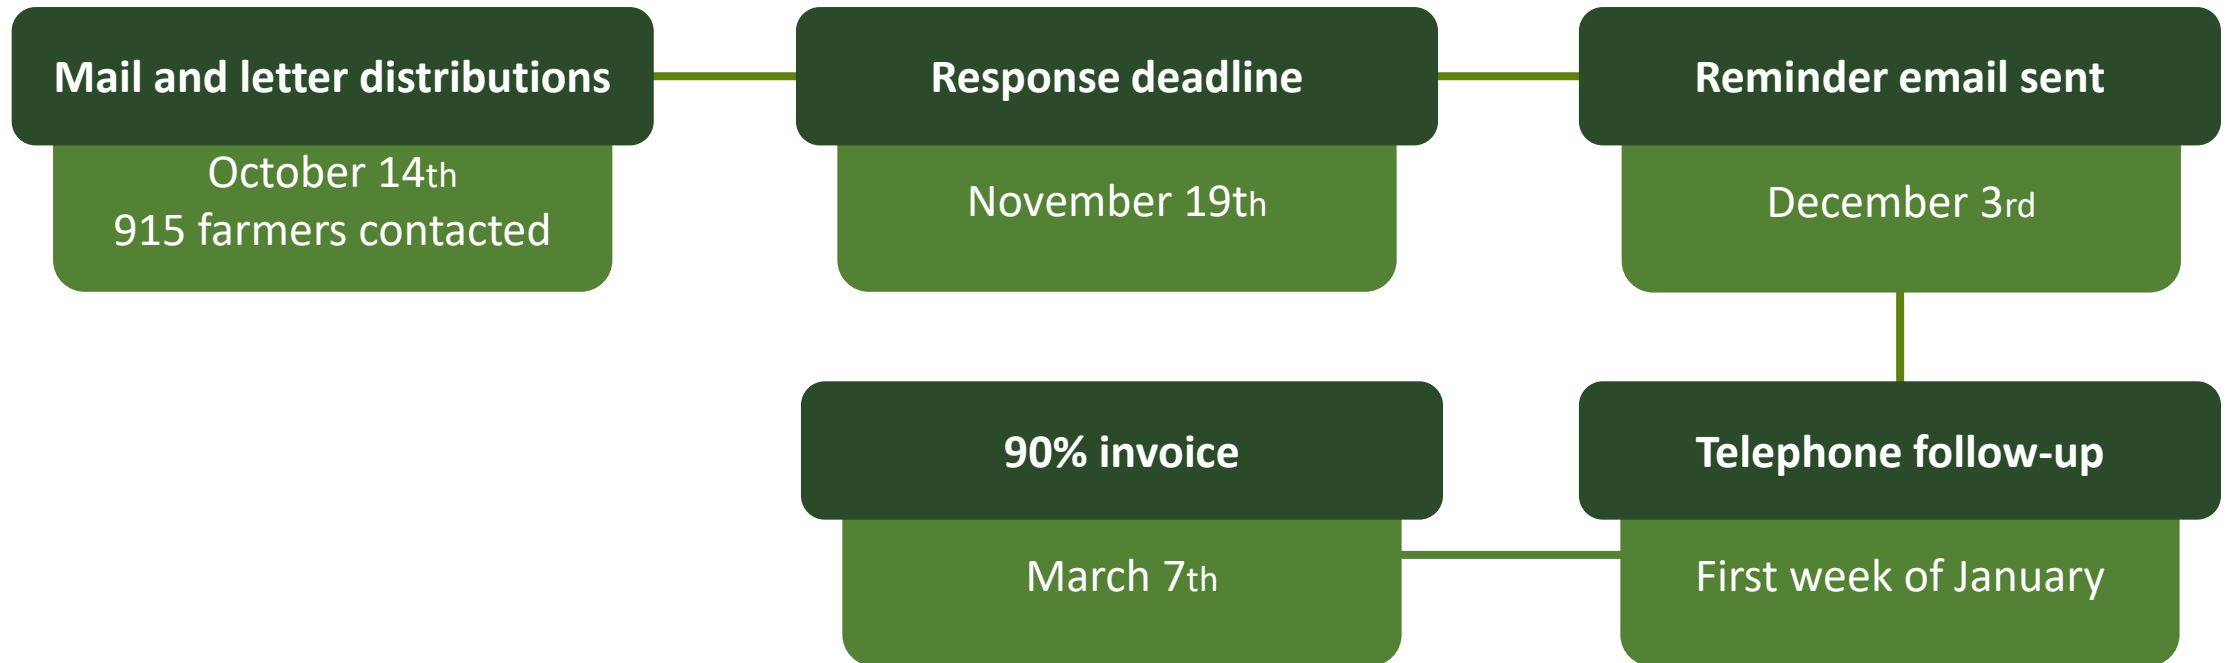 Mail and letter distributions
October 14th
915 farmers contacted
Response deadline
November 19th
Reminder email sent
December 3rd
Telephone follow-up
First week of January
90% invoice
March 7th